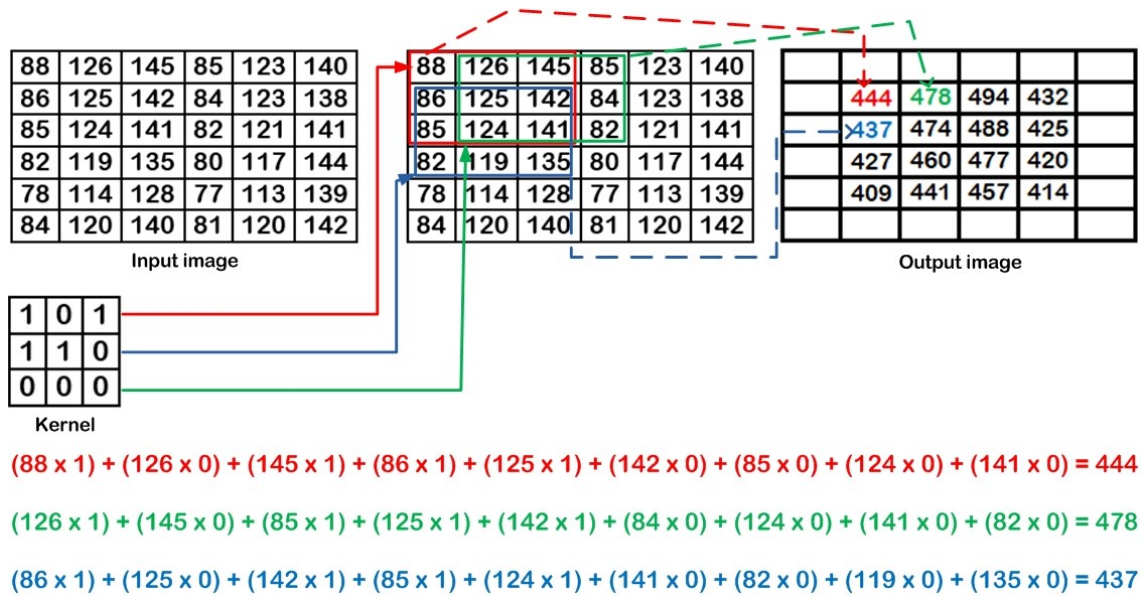 88 126 145 85 123 140
86 125 142 84 123 138
85 124 141 82 121 141
82 119 135 80 117 144
78 114 128 77 113 139
84 120 140 81 120 142
Input image
88 126 145 85 123 140
86 125 142 84 123 138
85 124 141 82 121 141
82 119 135 80 117 144
78 114 128 77 113 139
84 120 140 81 120 142
444 478 494 432
437 474 488 425
427 460 477 420
409 441 457 414
Output image
1 0 1
1 1 0
0 0 0
Kernel
(88 x 1) + (126 x 0) + (145 x 1) + (86 x 1) + (125 x 1) + (142 x 0) + (85 x 0) + (124 x 0) + (141 x 0) = 444
(126 x 1) + (145 x 0) + (85 x 1) + (125 x 1) + (142 x 1) + (84 x 0) + (124 x 0) + (141 x 0) + (82 x 0) = 478
(86 x 1) + (125 x 0) + (142 x 1) + (85 x 1) + (124 x 1) + (141 x 0) + (82 x 0) + (119 x 0) + (135 x 0) = 437